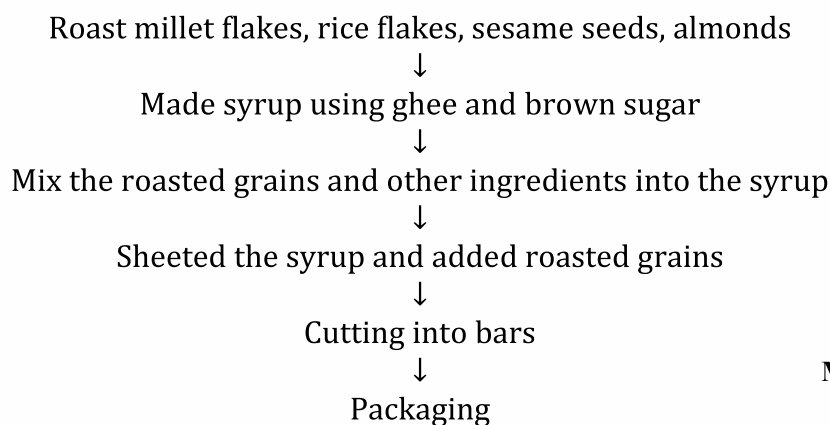 Roast millet flakes, rice flakes, sesame seeds, almonds
↓
Made syrup using ghee and brown sugar
↓
Mix the roasted grains and other ingredients into the syrup
↓
Sheeted the syrup and added roasted grains
↓
Cutting into bars
↓
Packaging